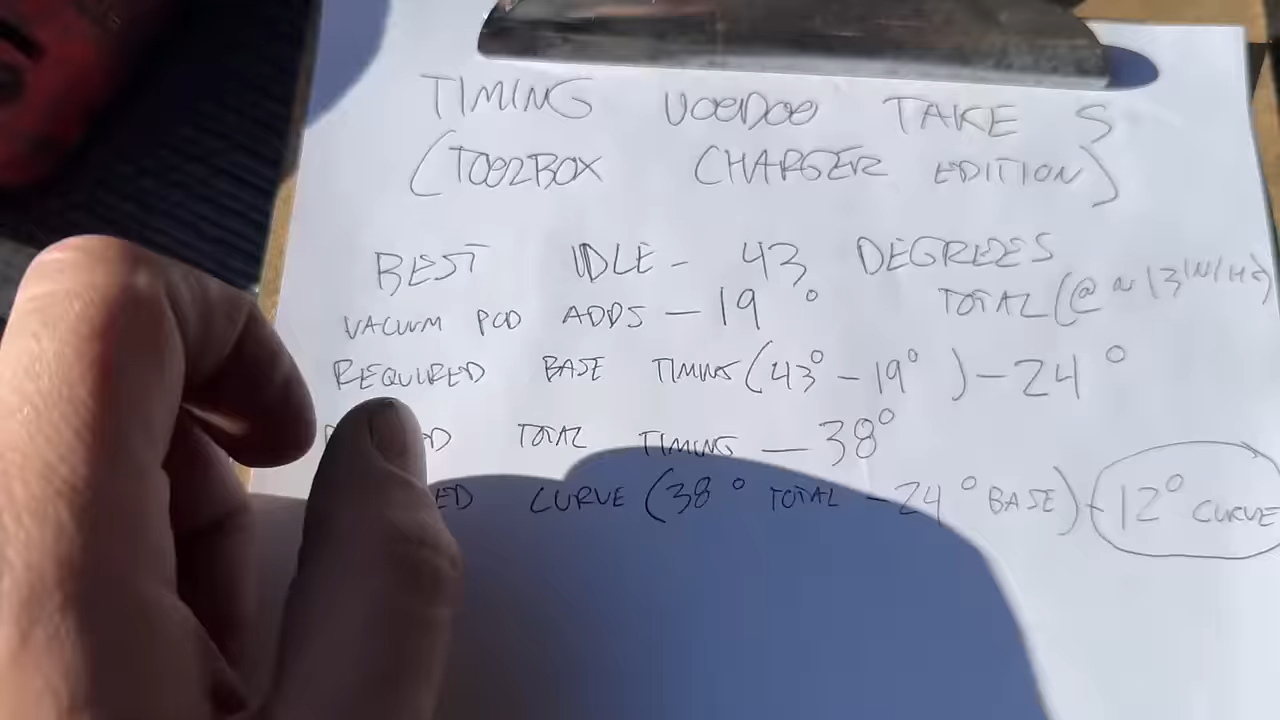 TIMING VOODOO TAKE 5
(TOOLBOX CHARGER EDITION)
BEST IDLE - 43 DEGREES
TOTAL (@ ~13 IN/HG)
VACUUM POD ADDS - 19°
REQUIRED BASE TIMING (43° - 19°) - 24°
TOTAL TIMING - 38°
CURVE (38° TOTAL - 24° BASE) - 12° CURVE